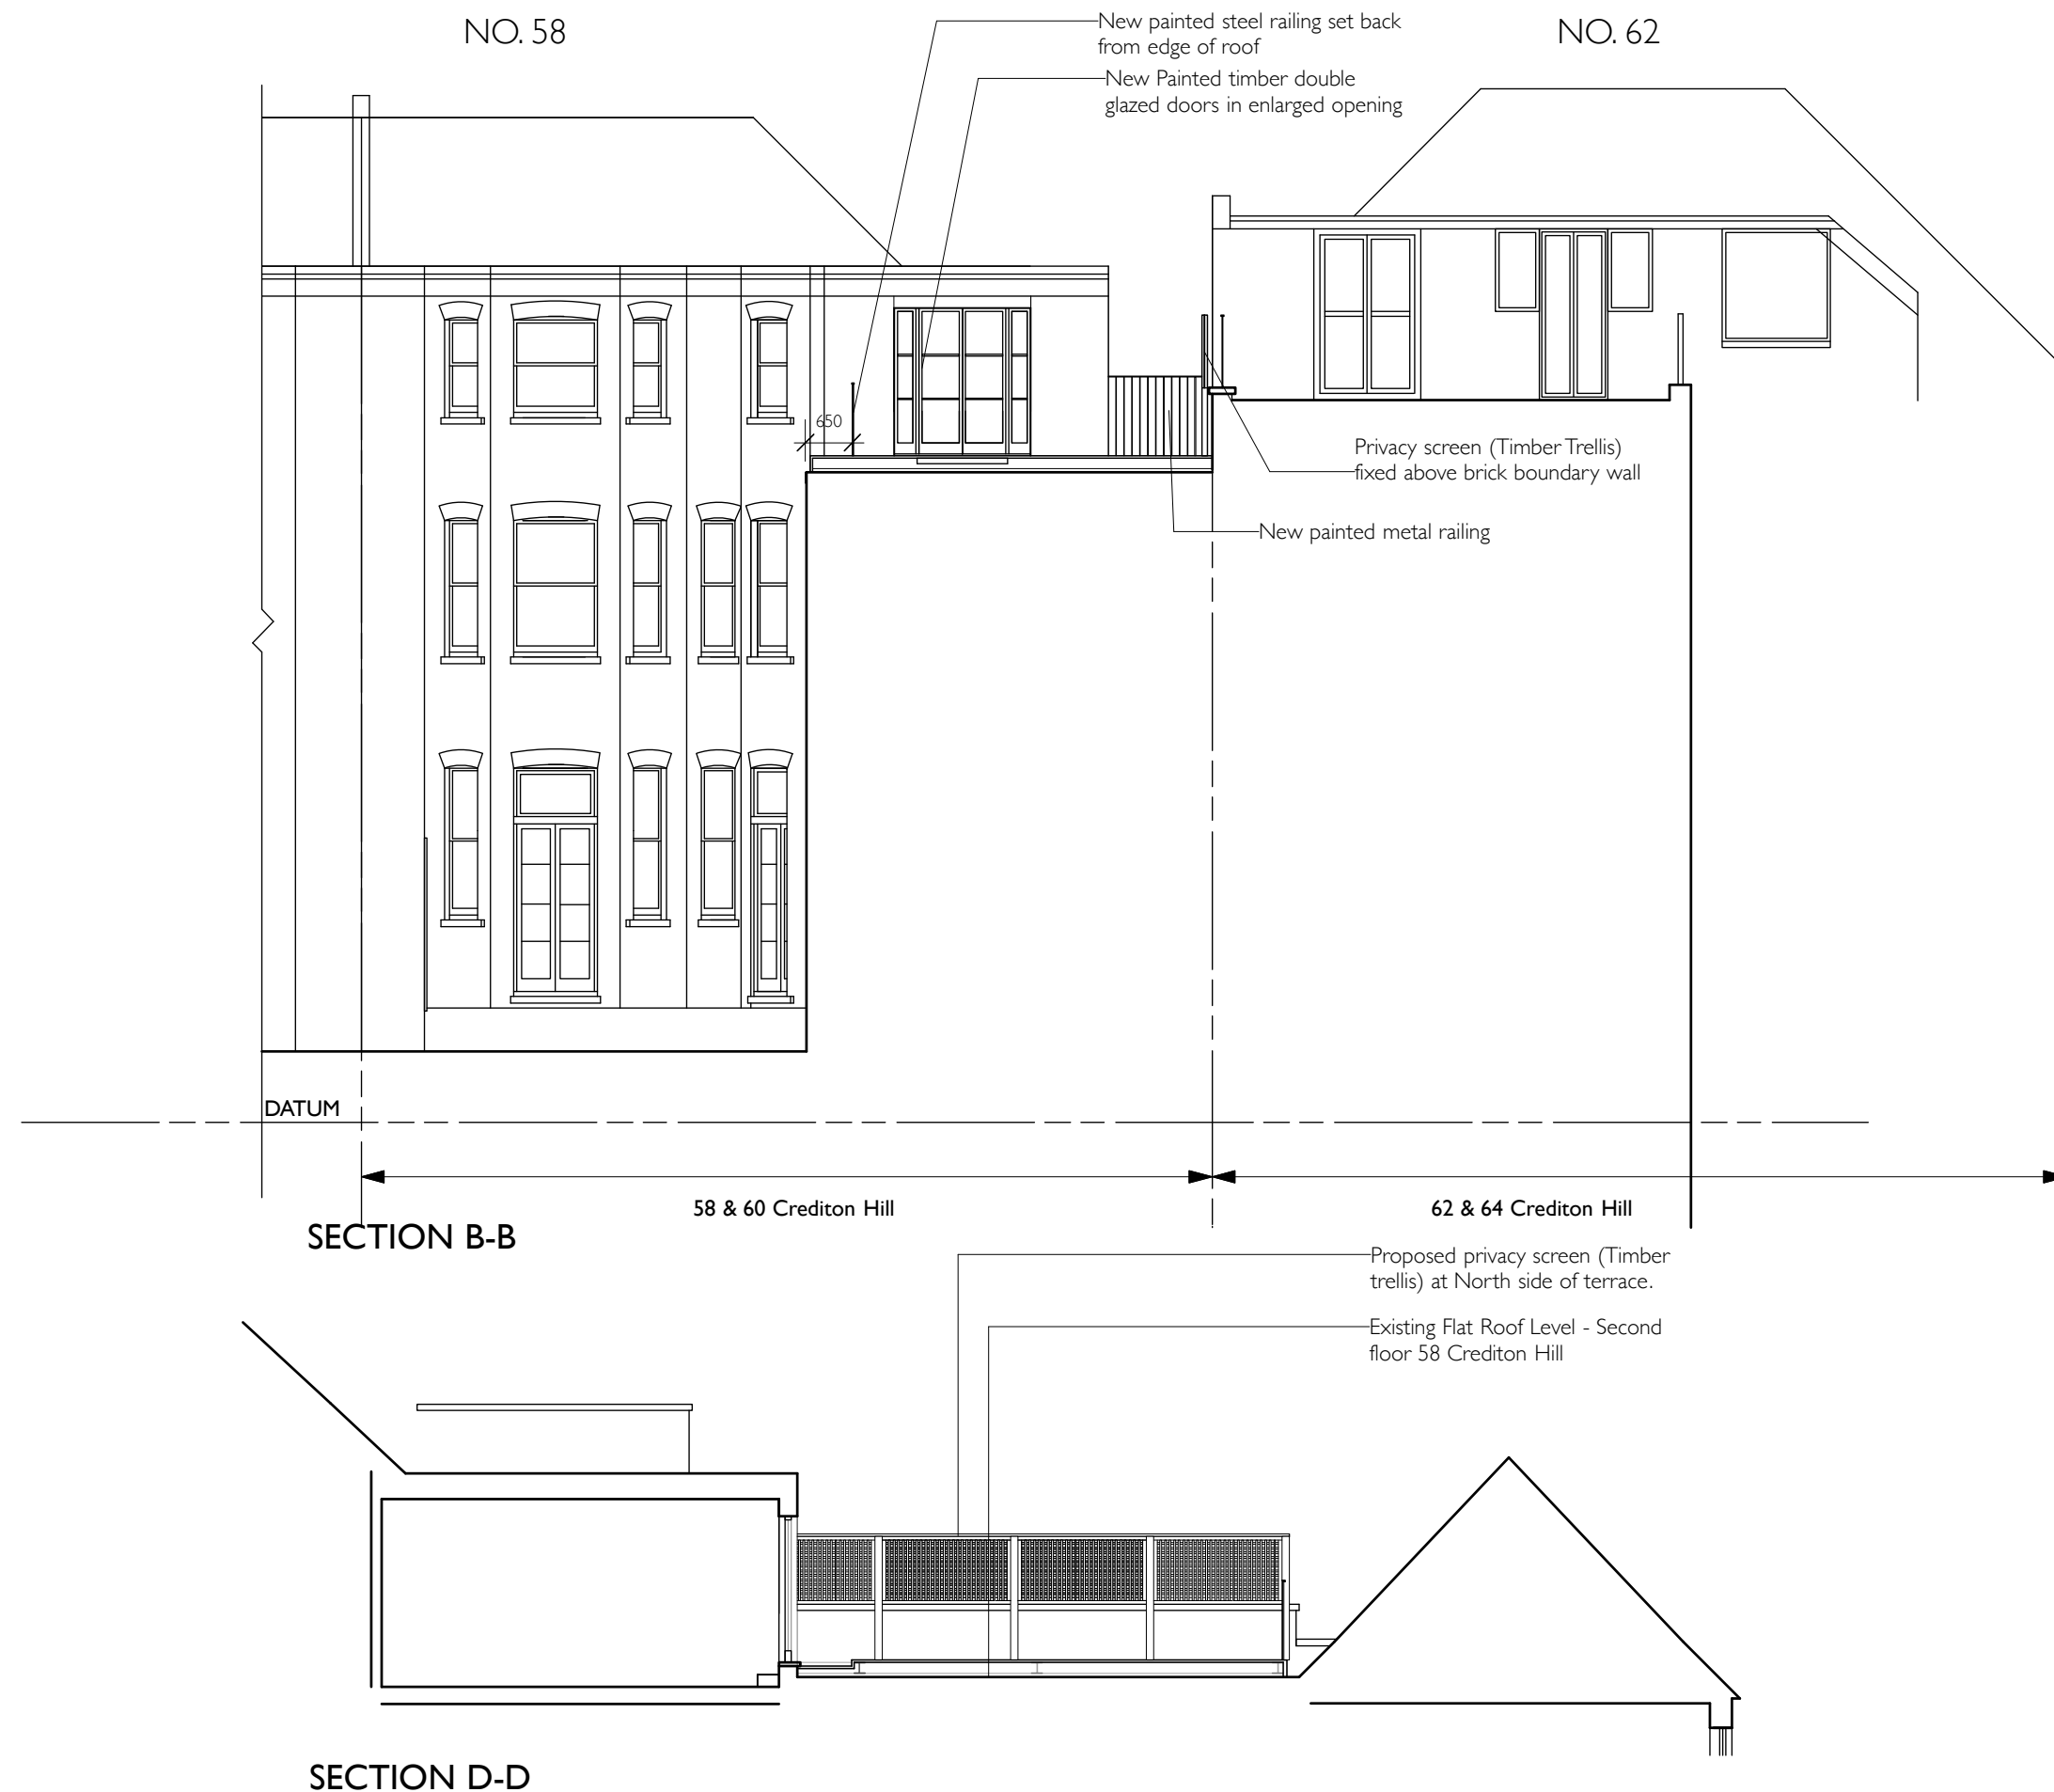 NO. 58
New painted steel railing set back
from edge of roof
New Painted timber double
glazed doors in enlarged opening
NO. 62
650
Privacy screen (Timber Trellis)
fixed above brick boundary wall
New painted metal railing
DATUM
58 & 60 Crediton Hill
62 & 64 Crediton Hill
SECTION B-B
Proposed privacy screen (Timber
trellis) at North side of terrace.
Existing Flat Roof Level - Second
floor 58 Crediton Hill
SECTION D-D